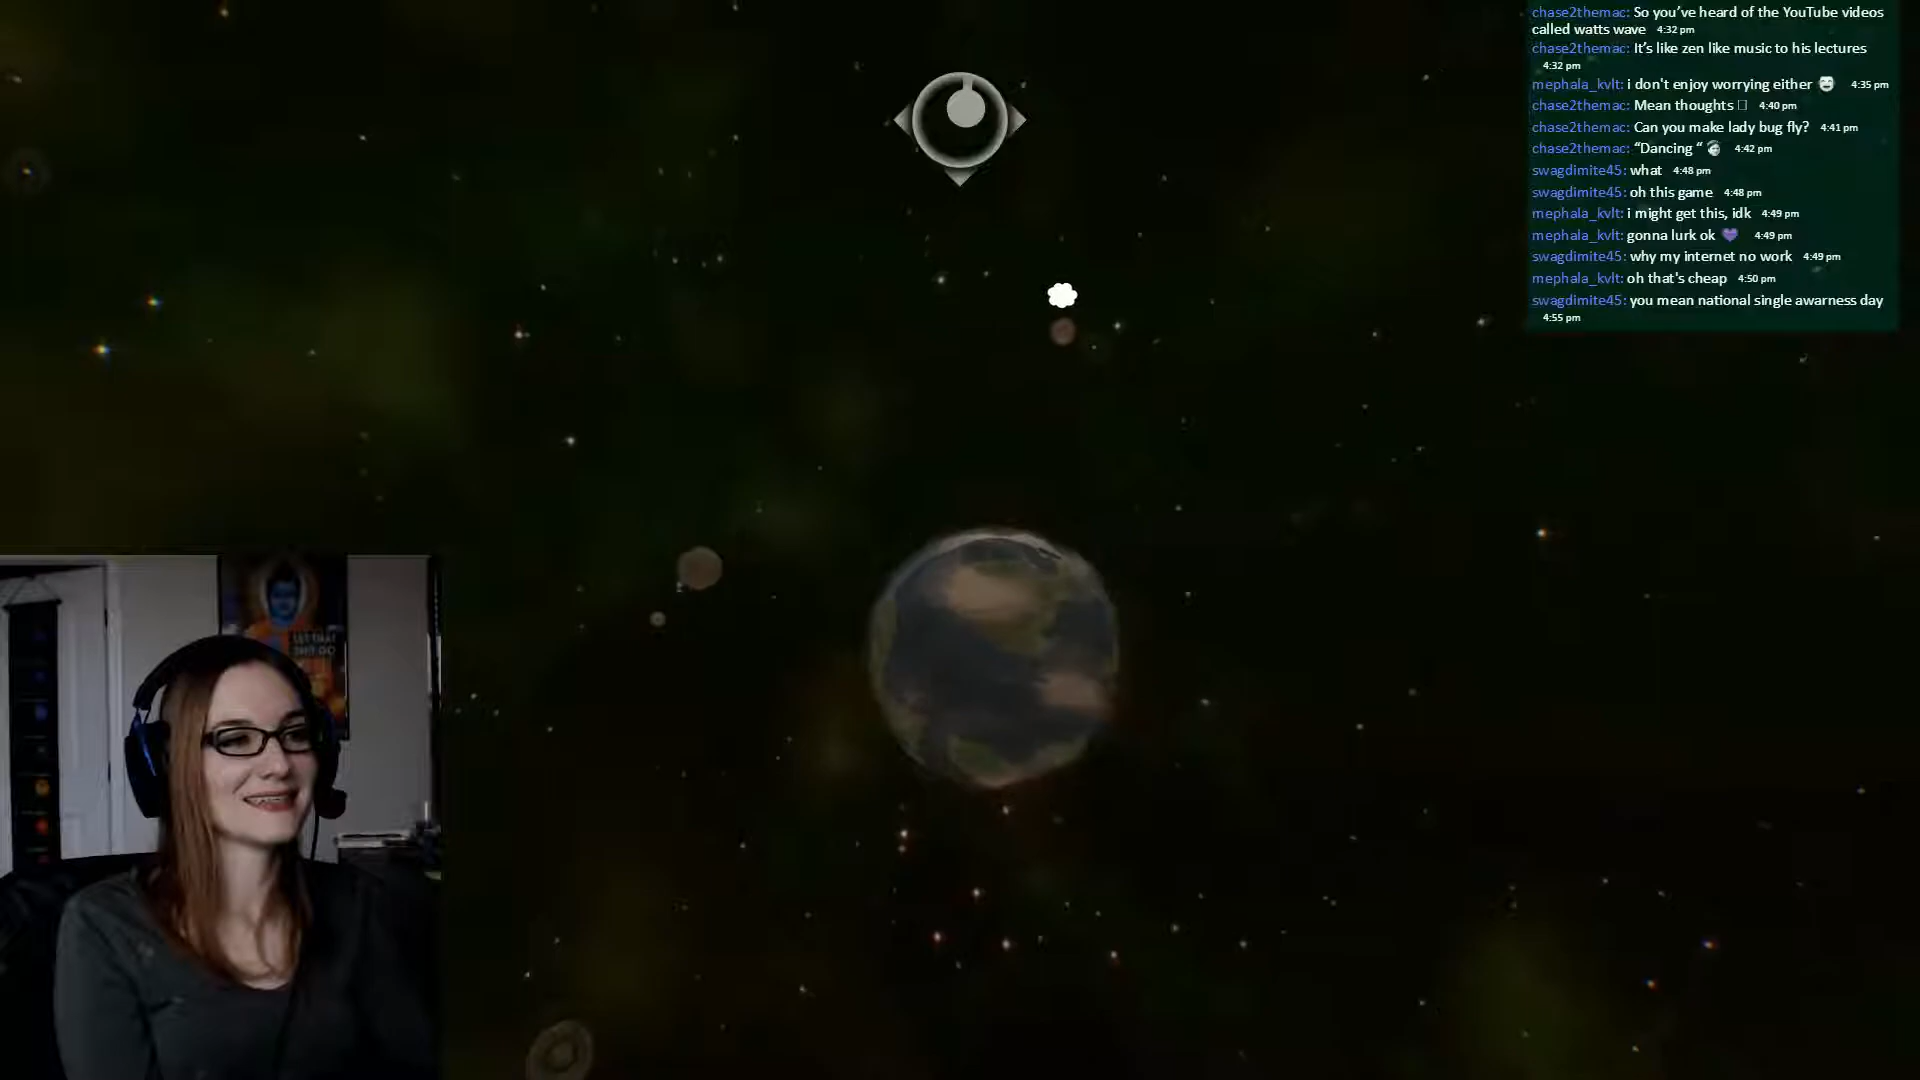 chase2themac: So you’ve heard of the YouTube videos
called watts wave 4:32 pm
chase2themac: It’s like zen like music to his lectures
4:32 pm
mephala_kvlt: i don't enjoy worrying either 4:35 pm
chase2themac: Mean thoughts 4:40 pm
chase2themac: Can you make lady bug fly? 4:41 pm
chase2themac: “Dancing “ 4:42 pm
swagdimite45: what 4:48 pm
swagdimite45: oh this game 4:48 pm
mephala_kvlt: i might get this, idk 4:49 pm
mephala_kvlt: gonna lurk ok 💜 4:49 pm
swagdimite45: why my internet no work 4:49 pm
mephala_kvlt: oh that's cheap 4:50 pm
swagdimite45: you mean national single awarness day
4:55 pm
LET THAT
SHIT GO